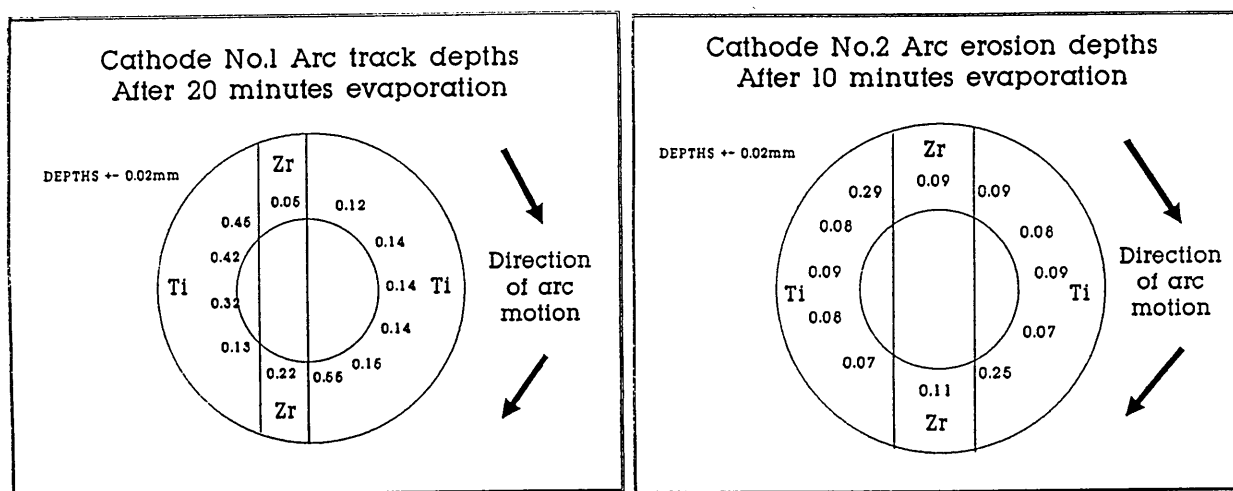 Cathode No.1 Arc track depths
After 20 minutes evaporation
DEPTHS +- 0.02mm
Zr
0.05
0.12
0.45
0.14
0.42
Ti
0.14
Ti
0.32
0.14
0.13
0.15
0.22
0.55
Zr
Direction
of arc
motion
Cathode No.2 Arc erosion depths
After 10 minutes evaporation
DEPTHS +- 0.02mm
Zr
0.29
0.09
0.09
0.08
0.08
0.09
0.09
Ti
Ti
0.08
0.07
0.07
0.25
0.11
Zr
Direction
of arc
motion